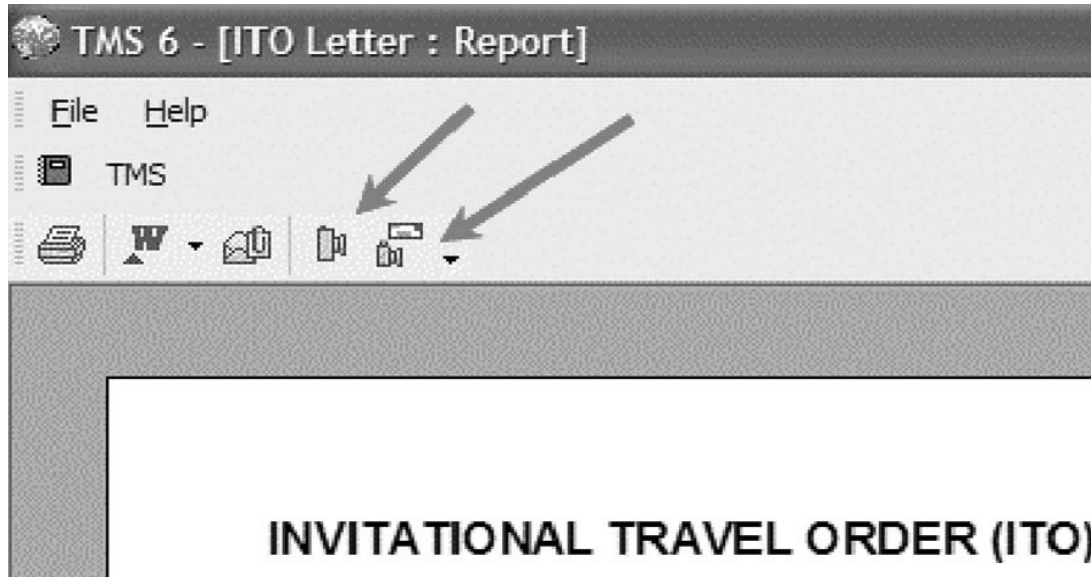 TMS 6 - [ITO Letter : Report]
File Help
TMS
W
INVITATIONAL TRAVEL ORDER (ITO)